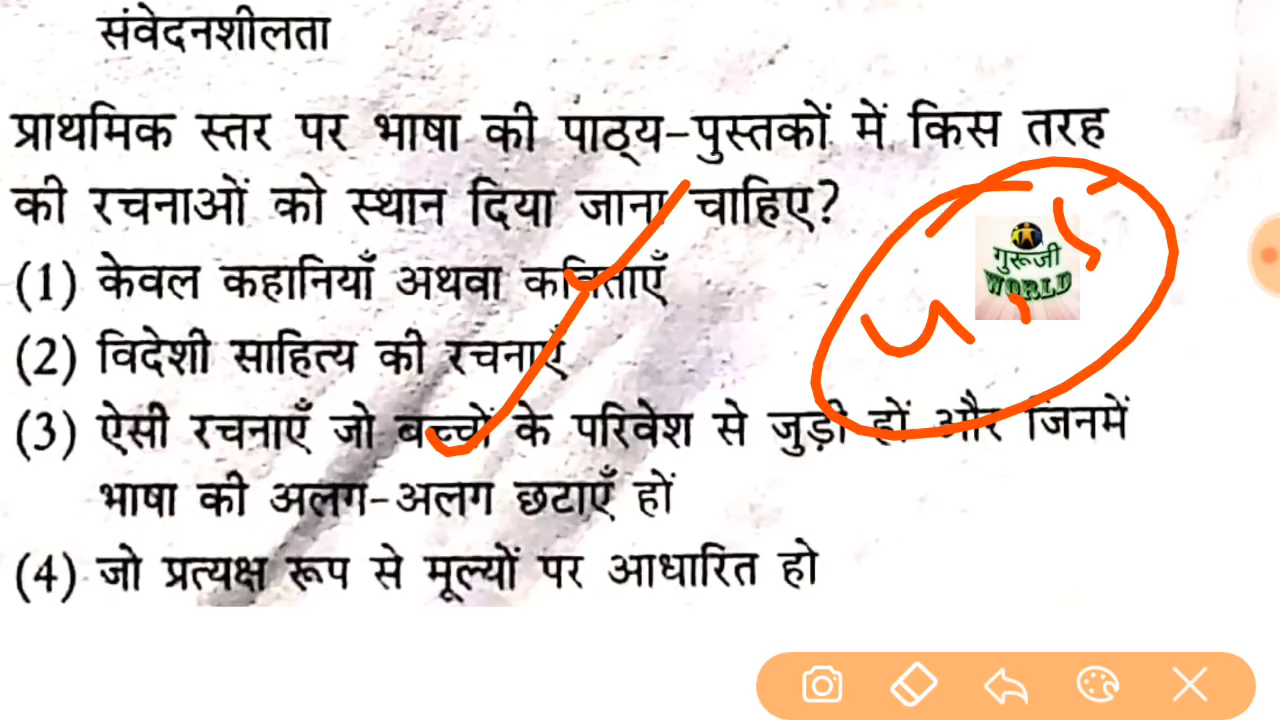 संवेदनशीलता
प्राथमिक स्तर पर भाषा की पाठ्य-पुस्तकों में किस तरह
की रचनाओं को स्थान दिया जाना चाहिए?
(1) केवल कहानियाँ अथवा कविताएँ
(2) विदेशी साहित्य की रचनाएँ
(3) ऐसी रचनाएँ जो बच्चों के परिवेश से जुड़ी हों और जिनमें
भाषा की अलग-अलग छटाएँ हों
(4) जो प्रत्यक्ष रूप से मूल्यों पर आधारित हो
गुरूजी
WORLD